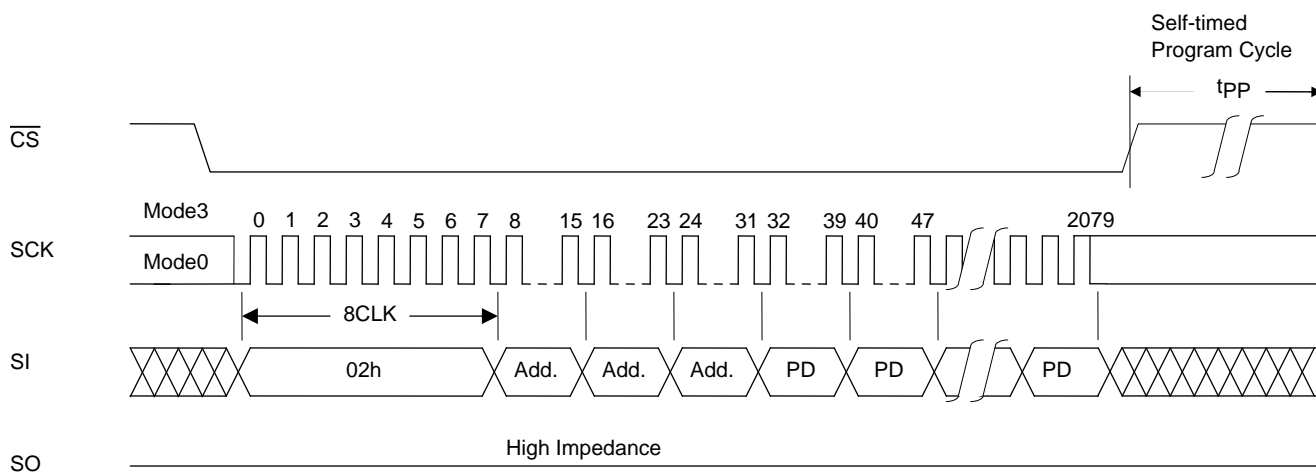 Self-timed
Program Cycle
tPP
CS
Mode3
0 1 2 3 4 5 6 7 8 15 16 23 24 31 32 39 40 47 2079
SCK
Mode0
8CLK
SI
02h Add. Add. Add. PD PD PD
High Impedance
SO